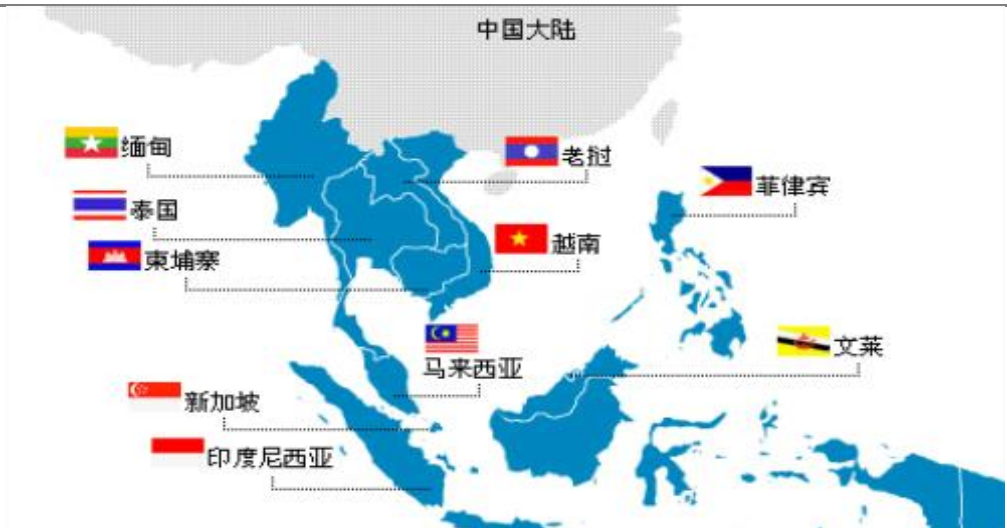 中国大陆
缅甸
老挝
菲律宾
泰国
越南
柬埔寨
马来西亚
文莱
新加坡
印度尼西亚